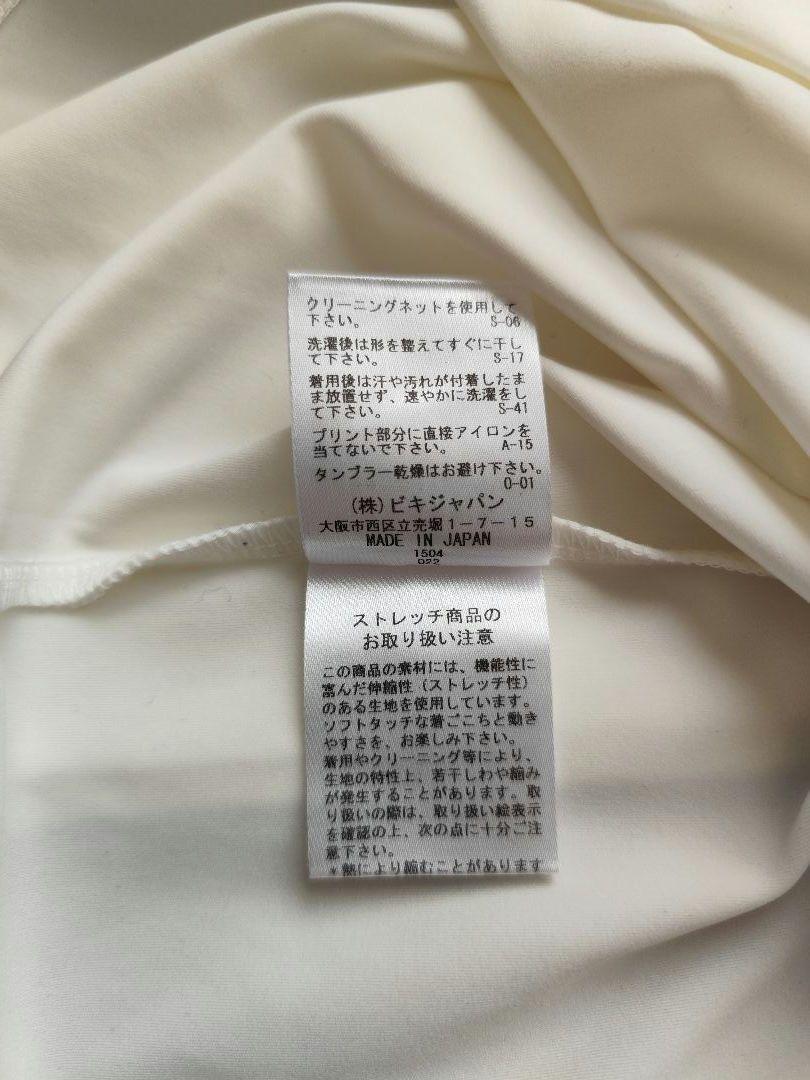 クリーニングネットを使用して
下さい。 S-06
洗濯後は形を整えてすぐに干し
て下さい。 S-17
着用後は汗や汚れが付着したま
ま放置せず、速やかに洗濯をし
て下さい。 S-41
プリント部分に直接アイロンを
当てないで下さい。 A-15
タンブラー乾燥はお避け下さい。
O-01
(株)ビキジャパン
大阪市西区立売堀1-7-15
MADE IN JAPAN
1504
022
ストレッチ商品の
お取り扱い注意
この商品の素材には、機能性に
富んだ伸縮性(ストレッチ性)
のある生地を使用しています。
ソフトタッチな着ごこちと動き
やすさを、お楽しみ下さい。
着用やクリーニング等により、
生地の特性上、若干しわや縮み
が発生することがあります。取
り扱いの際は、取り扱い絵表示
を確認の上、次の点に十分ご注
意下さい。
*熱により縮むことがあります